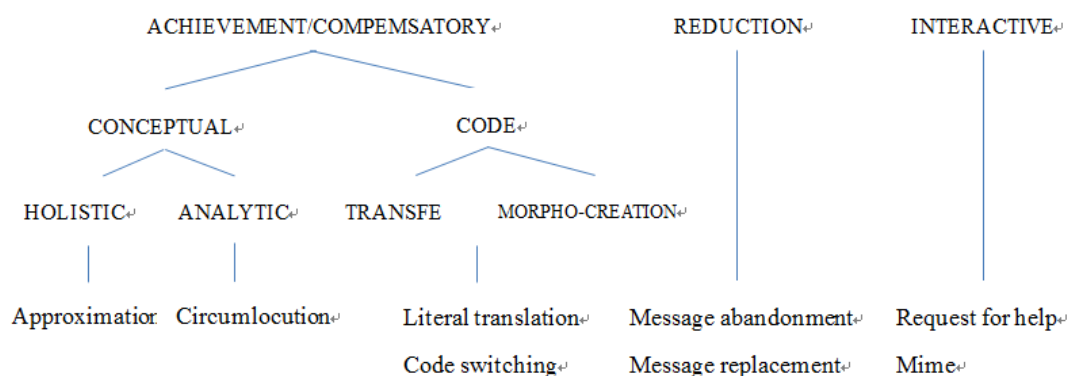 ACHIEVEMENT/COMPEMSATORY REDUCTION INTERACTIVE
CONCEPTUAL CODE
HOLISTIC ANALYTIC TRANSFE MORPHO-CREATION
Approximation Circumlocution Literal translation Message abandonment Request for help
Code switching Message replacement Mime